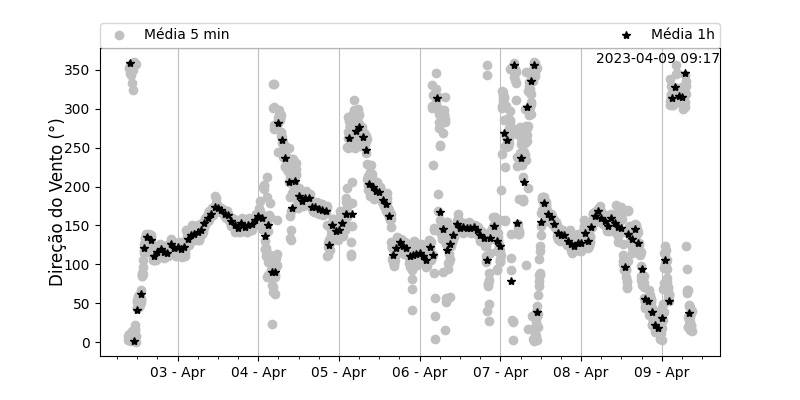 Média 5 min
Média 1h
2023-04-09 09:17
Direção do Vento (°)
350
300
250
200
150
100
50
0
03 - Apr
04 - Apr
05 - Apr
06 - Apr
07 - Apr
08 - Apr
09 - Apr